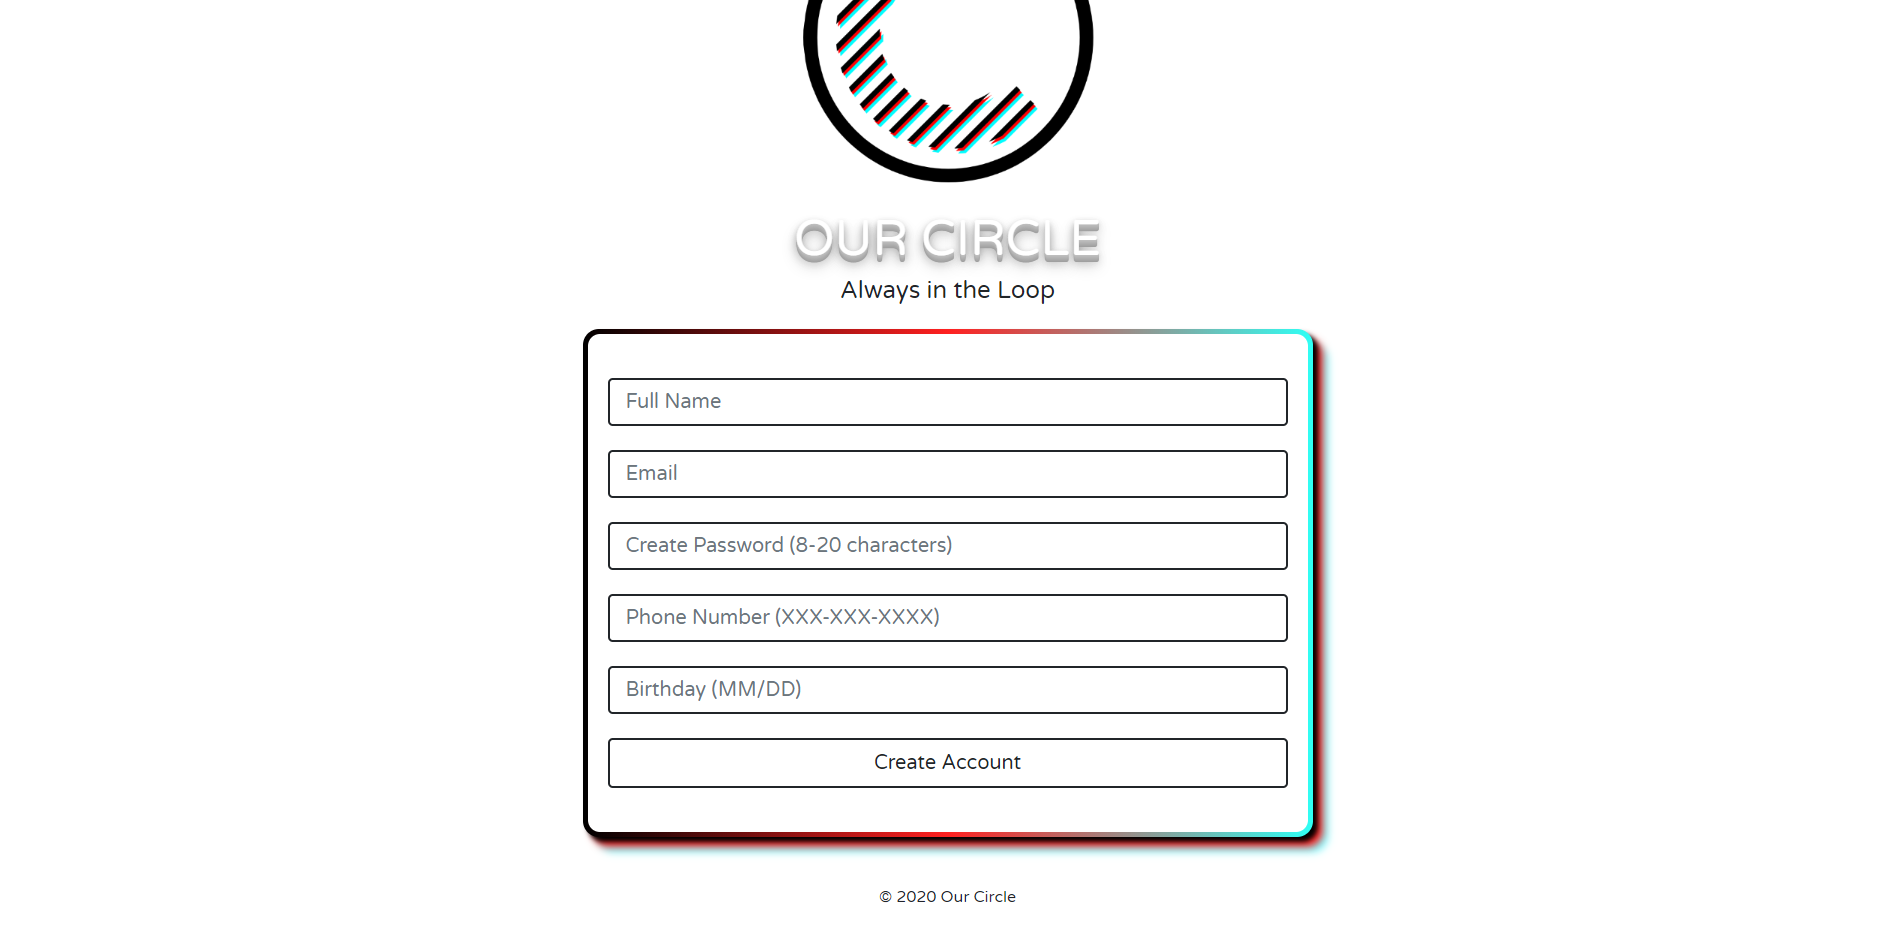 OUR CIRCLE
Always in the Loop
Full Name
Email
Create Password (8-20 characters)
Phone Number (XXX-XXX-XXXX)
Birthday (MM/DD)
Create Account
© 2020 Our Circle